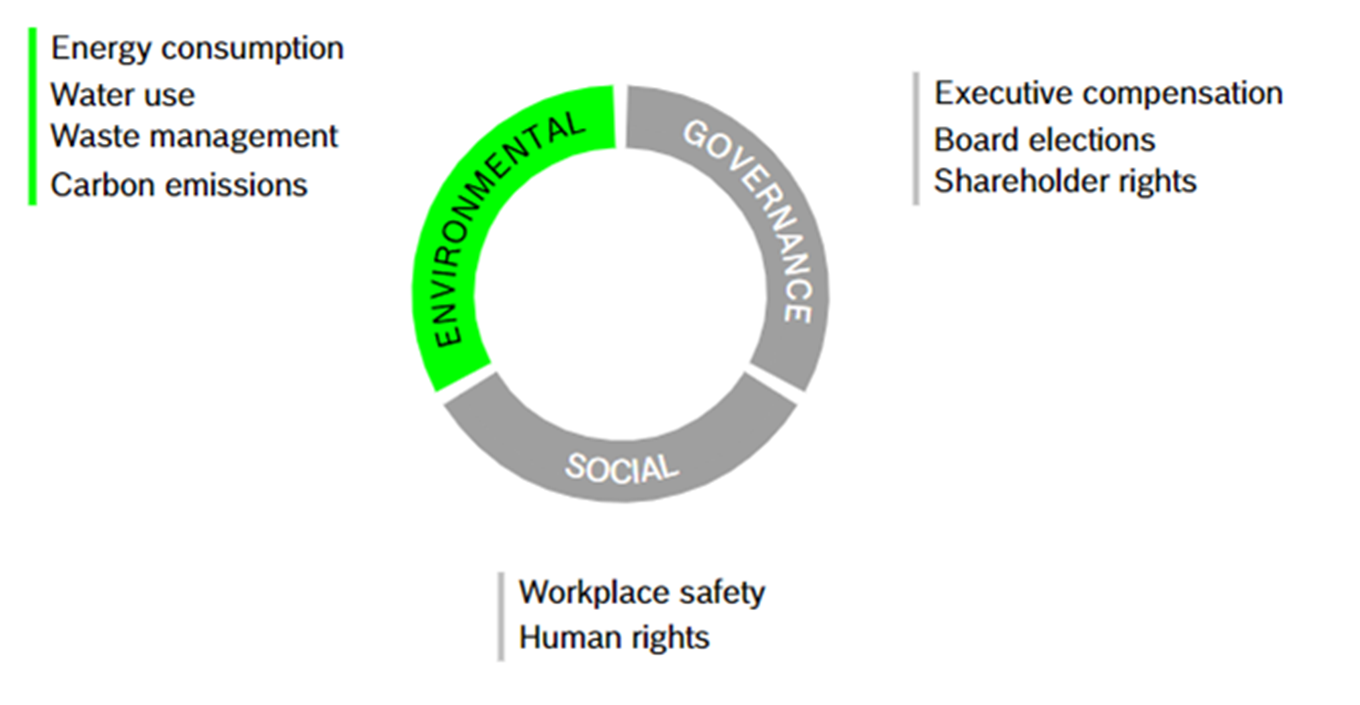 Energy consumption
Water use
Waste management
Carbon emissions
ENVIRONMENTAL
GOVERNANCE
Executive compensation
Board elections
Shareholder rights
SOCIAL
Workplace safety
Human rights